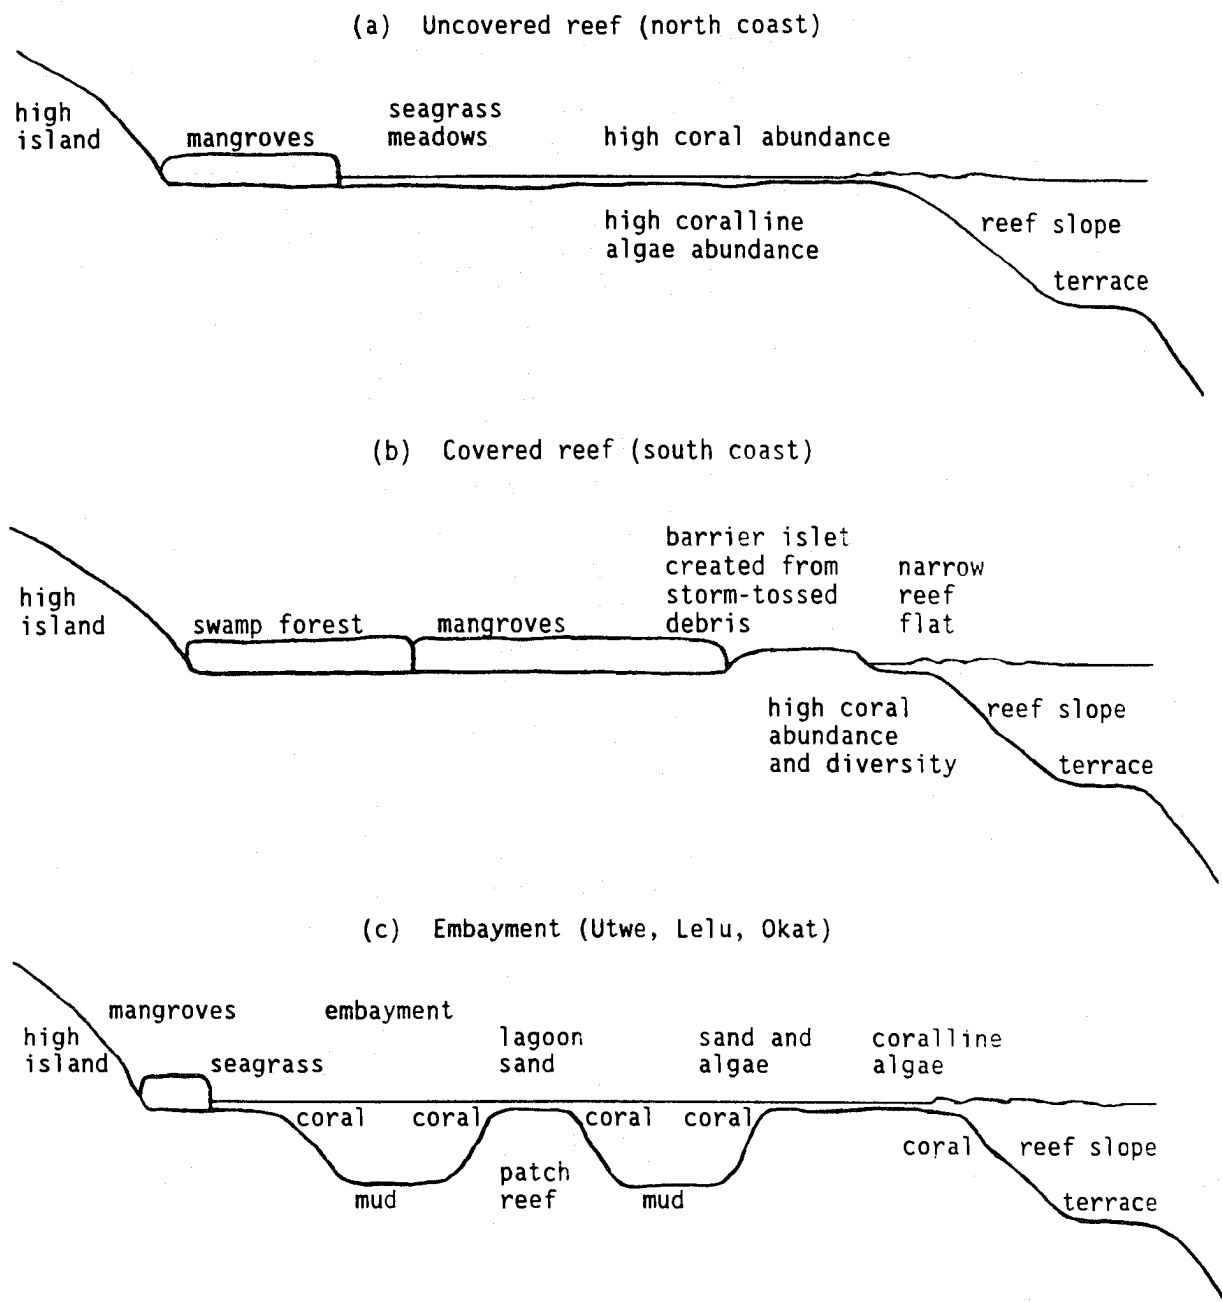 (a) Uncovered reef (north coast)
high
island
mangroves
seagrass
meadows
high coral abundance
high coralline
algae abundance
reef slope
terrace
(b) Covered reef (south coast)
high
island
swamp forest
mangroves
barrier islet
created from
storm-tossed
debris
narrow
reef
flat
high coral
abundance
and diversity
reef slope
terrace
(c) Embayment (Utwe, Lelu, Okat)
high
island
mangroves
seagrass
embayment
lagoon
sand
sand and
algae
coralline
algae
coral
coral
coral
coral
mud
patch
reef
mud
coral
reef slope
terrace